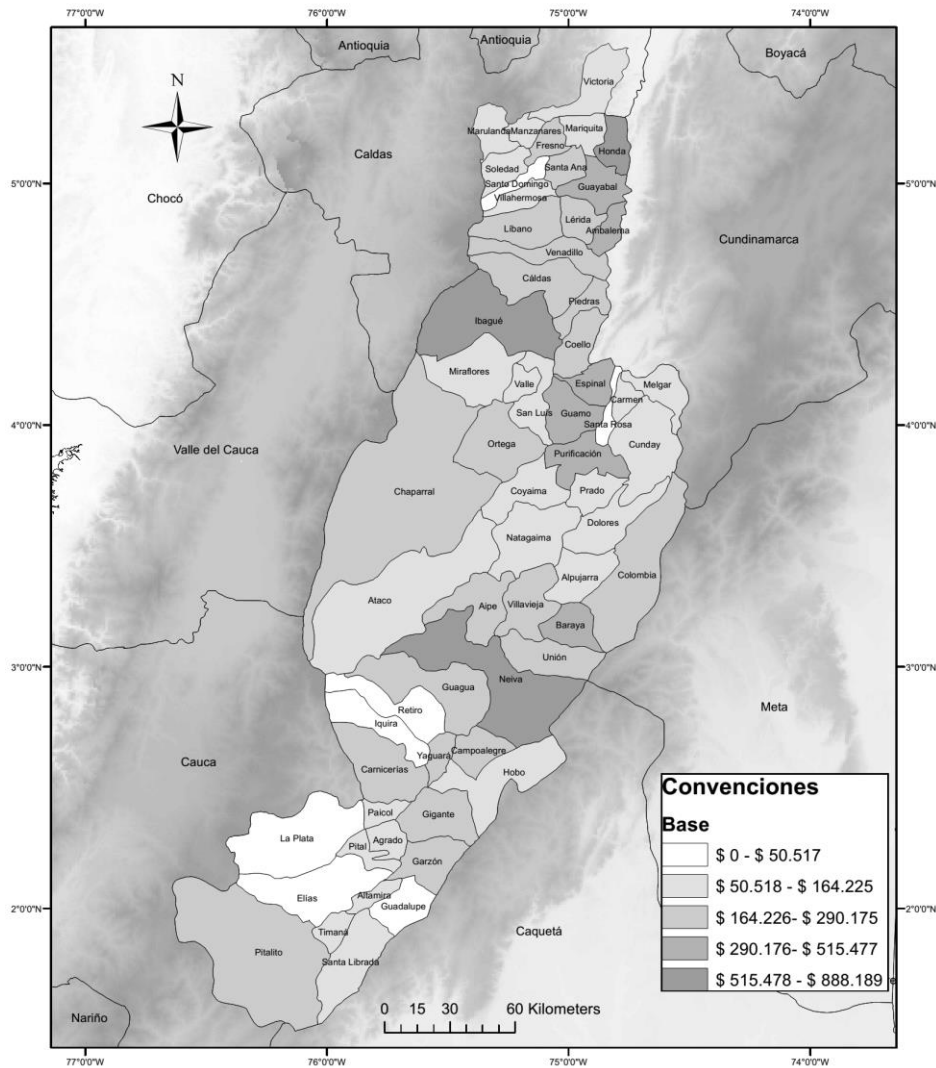 77°0'0"W 76°0'0"W 75°0'0"W 74°0'0"W
Antioquia
Antioquia
Boyacá
N
Victoria
Marulanda
Manzanares
Mariquita
Fresno
Honda
Caldas
Soledad
Santa Ana
5°0'0"N 5°0'0"N
Santo Domingo
Guayabal
Chocó
Villahermosa
Líbano
Lérida
Ambalema
Cundinamarca
Venadillo
Cáldas
Piedras
Ibagué
Coello
Miraflores
Valle
Espinal
Melgar
Carmen
San Luís
Guamo
Santa Rosa
4°0'0"N 4°0'0"N
Valle del Cauca
Ortega
Cunday
Purificación
Chaparral
Coyaima
Prado
Dolores
Natagaima
Alpujarra
Colombia
Ataco
Aipe
Villavieja
Baraya
Unión
3°0'0"N 3°0'0"N
Neiva
Guagua
Retiro
Meta
Iquira
Cauca
Yaguará
Campoalegre
Carnicerías
Hobo
Paicol
Gigante
La Plata
Pital
Agrado
Garzón
Elías
Altamira
Guadalupe
2°0'0"N 2°0'0"N
Timaná
Caquetá
Pitalito
Santa Librada
Nariño
Convenciones
Base
$ 0 - $ 50.517
$ 50.518 - $ 164.225
$ 164.226- $ 290.175
$ 290.176- $ 515.477
$ 515.478 - $ 888.189
0 15 30 60 Kilometers
77°0'0"W 76°0'0"W 75°0'0"W 74°0'0"W